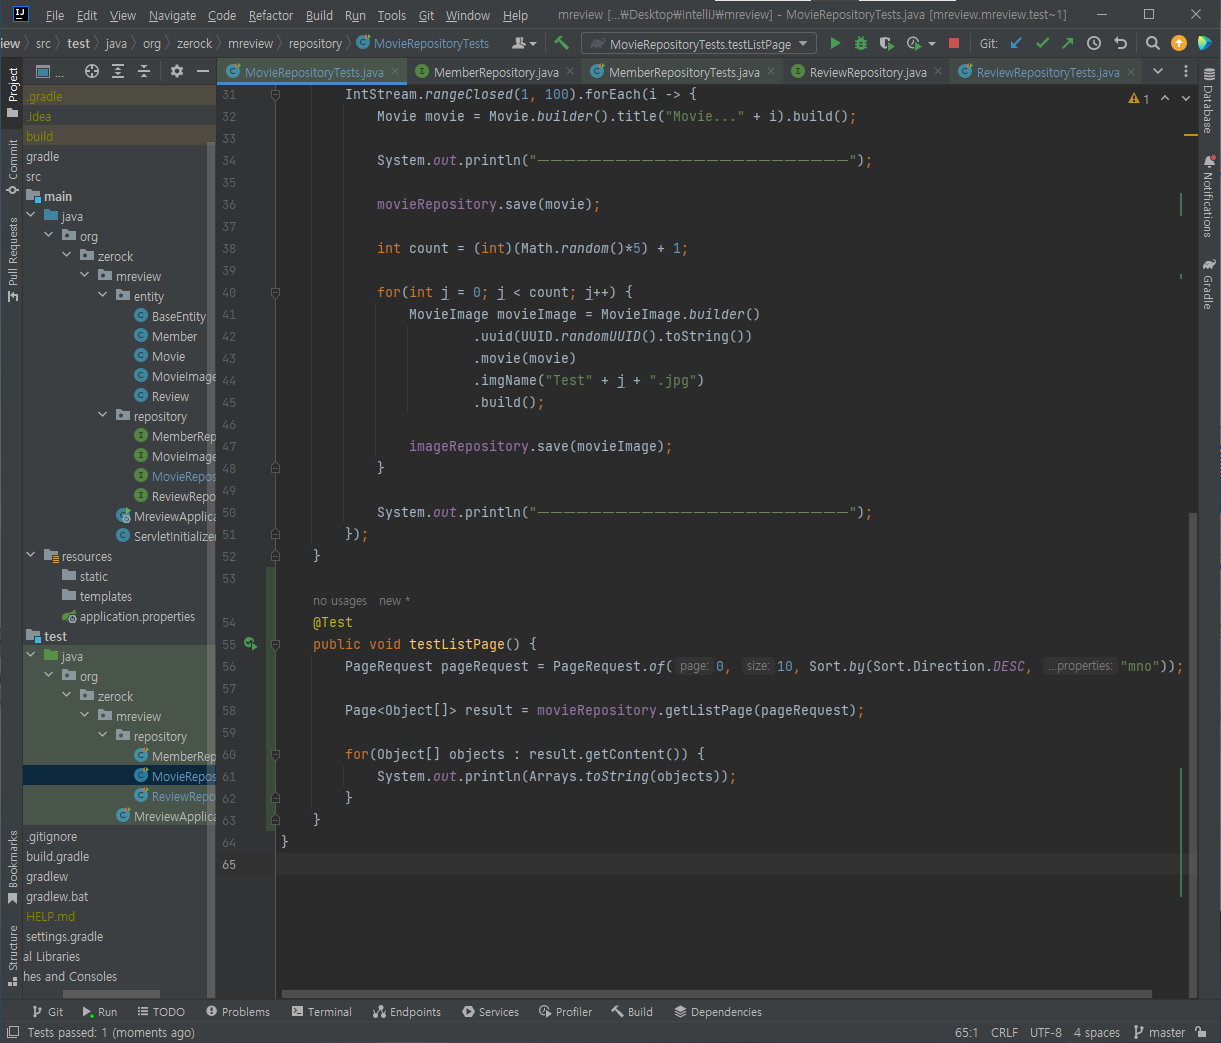 File Edit View Navigate Code Refactor Build Run Tools Git Window Help mreview [...₩Desktop₩IntelliJ₩mreview] - MovieRepositoryTests.java [mreview.mreview.test~1]
iew src test java org zerock mreview repository MovieRepositoryTests MovieRepositoryTests.testListPage Git:
... MovieRepositoryTests.java MemberRepository.java MemberRepositoryTests.java ReviewRepository.java ReviewRepositoryTests.java
Project
Commit
Pull Requests
Bookmarks
Structure
.gradle
.idea
build
gradle
src
main
java
org
zerock
mreview
entity
BaseEntity
Member
Movie
MovieImage
Review
repository
MemberRep
MovieImage
MovieRepos
ReviewRepo
MreviewApplica
ServletInitialize
resources
static
templates
application.properties
test
java
org
zerock
mreview
repository
MemberRep
MovieRepos
ReviewRepo
MreviewApplica
.gitignore
build.gradle
gradlew
gradlew.bat
HELP.md
settings.gradle
al Libraries
hes and Consoles
31 IntStream.rangeClosed(1, 100).forEach(i -> {
32 Movie movie = Movie.builder().title("Movie..." + i).build();
33
34 System.out.println("—————————————————————————");
35
36 movieRepository.save(movie);
37
38 int count = (int)(Math.random()*5) + 1;
39
40 for(int j = 0; j < count; j++) {
41 MovieImage movieImage = MovieImage.builder()
42 .uuid(UUID.randomUUID().toString())
43 .movie(movie)
44 .imgName("Test" + j + ".jpg")
45 .build();
46
47 imageRepository.save(movieImage);
48 }
49
50 System.out.println("—————————————————————————");
51 });
52 }
53
no usages new *
54 @Test
55 public void testListPage() {
56 PageRequest pageRequest = PageRequest.of( page: 0, size: 10, Sort.by(Sort.Direction.DESC, ...properties: "mno"));
57
58 Page<Object[]> result = movieRepository.getListPage(pageRequest);
59
60 for(Object[] objects : result.getContent()) {
61 System.out.println(Arrays.toString(objects));
62 }
63 }
64 }
65
1
Database
Notifications
Gradle
Git Run TODO Problems Terminal Endpoints Services Profiler Build Dependencies
Tests passed: 1 (moments ago) 65:1 CRLF UTF-8 4 spaces master